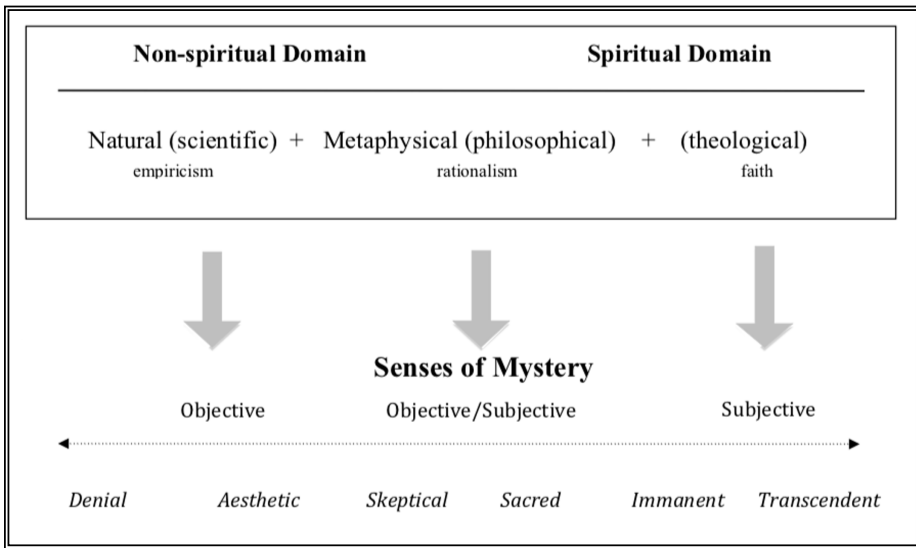 Non-spiritual Domain Spiritual Domain
Natural (scientific) + Metaphysical (philosophical) + (theological)
empiricism rationalism faith
Senses of Mystery
Objective Objective/Subjective Subjective
Denial Aesthetic Skeptical Sacred Immanent Transcendent